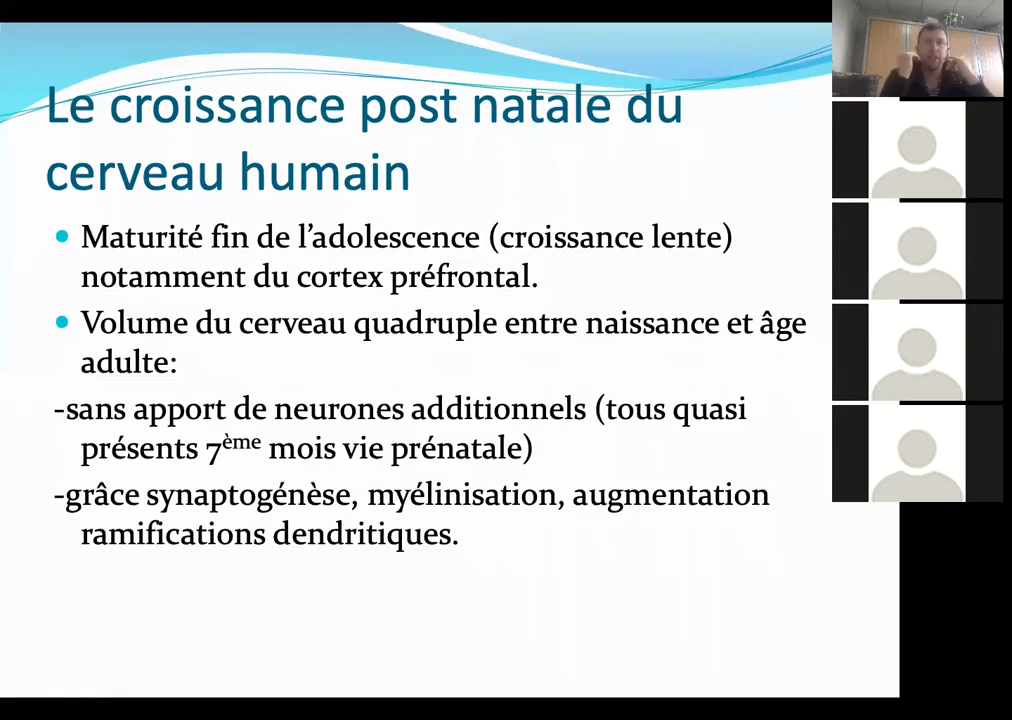 Le croissance post natale du
cerveau humain
Maturité fin de l’adolescence (croissance lente)
notamment du cortex préfrontal.
Volume du cerveau quadruple entre naissance et âge
adulte:
-sans apport de neurones additionnels (tous quasi
présents 7ème mois vie prénatale)
-grâce synaptogénèse, myélinisation, augmentation
ramifications dendritiques.